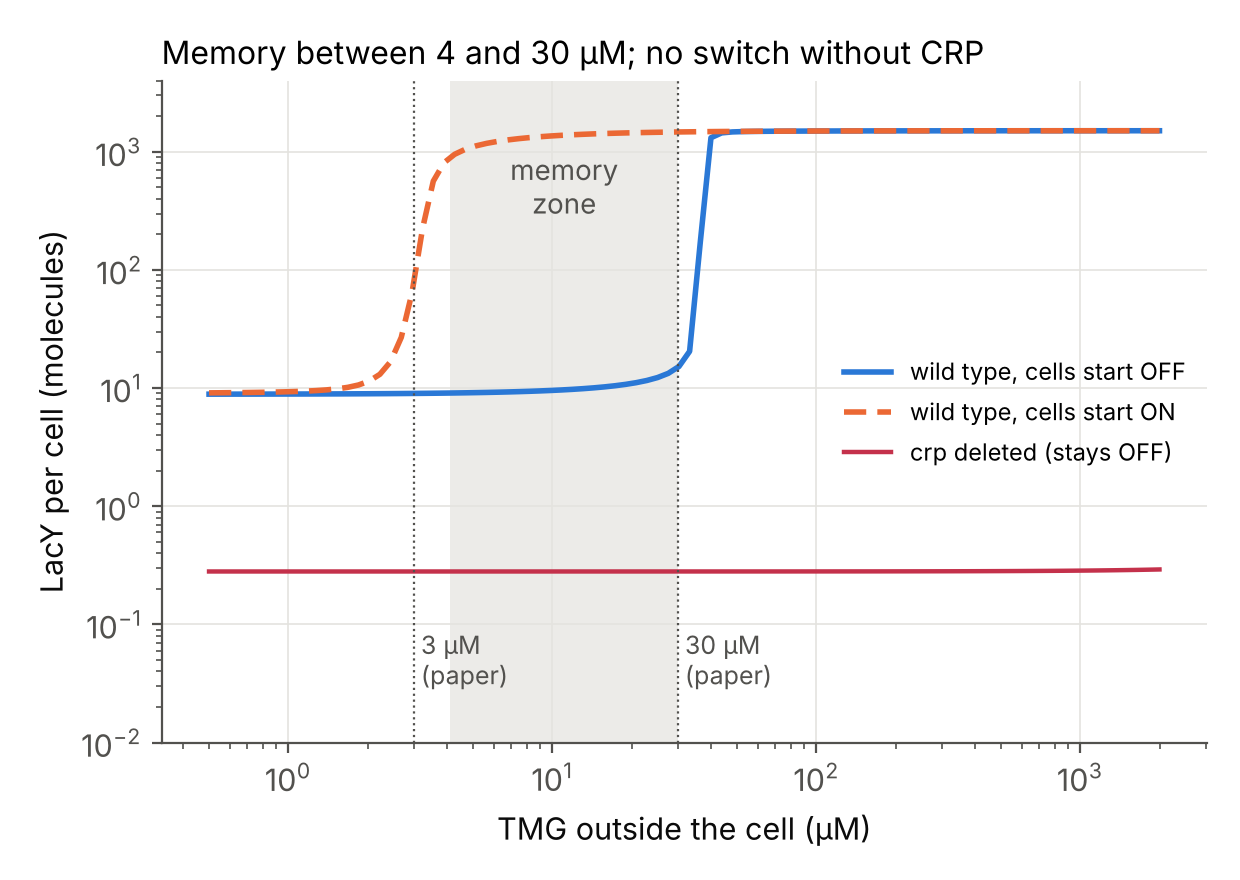 Memory between 4 and 30 µM; no switch without CRP
LacY per cell (molecules)
10³
10²
10¹
10⁰
10⁻¹
10⁻²
memory
zone
wild type, cells start OFF
wild type, cells start ON
crp deleted (stays OFF)
3 µM
(paper)
30 µM
(paper)
10⁰
10¹
10²
10³
TMG outside the cell (µM)